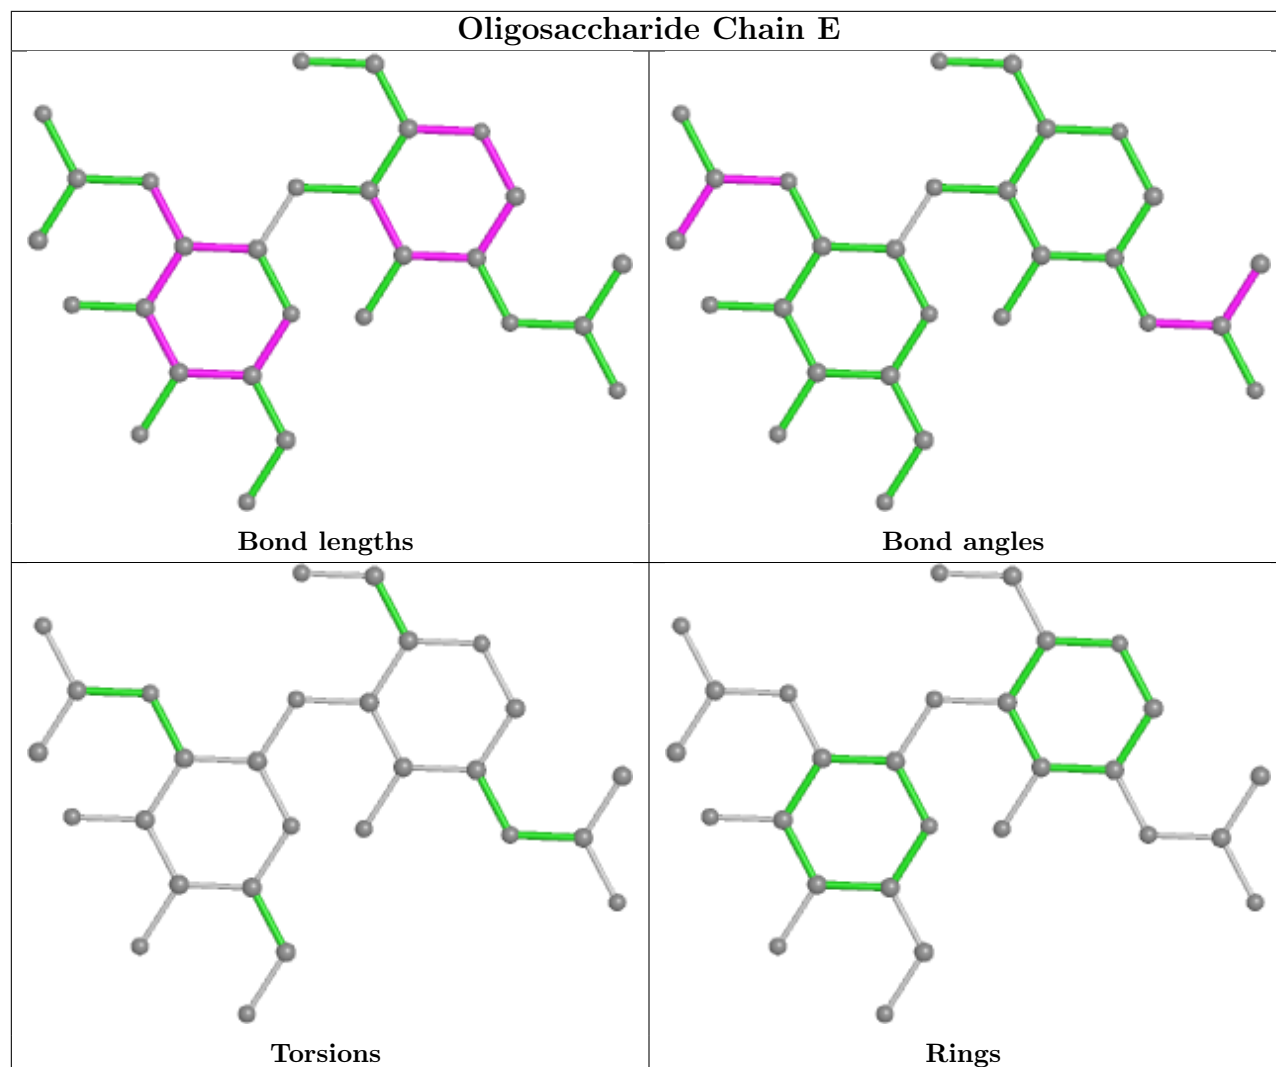 Oligosaccharide Chain E
Bond lengths
Bond angles
Torsions
Rings